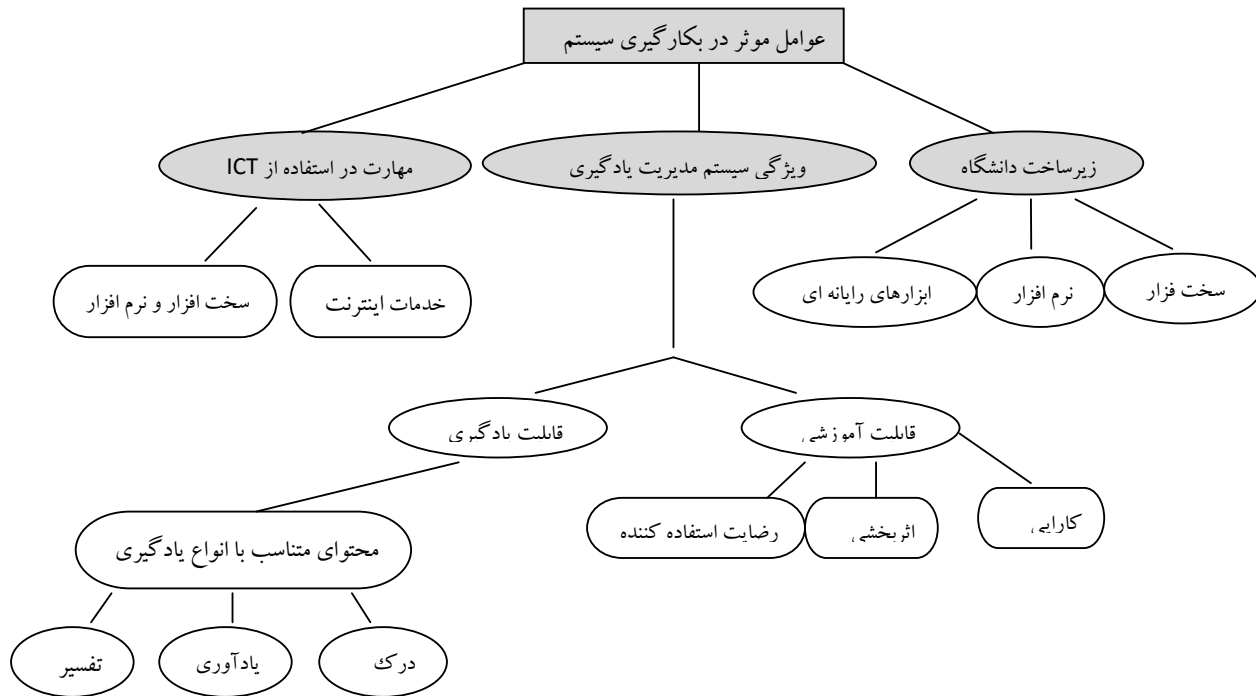 عوامل موثر در بکارگیری سیستم
زیرساخت دانشگاه
ویژگی سیستم مدیریت یادگیری
مهارت در استفاده از ICT
سخت فزار
نرم افزار
ابزارهای رایانه ای
خدمات اینترنت
سخت افزار و نرم افزار
قابلیت آموزشی
قابلیت یادگیری
کارایی
اثربخشی
رضایت استفاده کننده
محتوای متناسب با انواع یادگیری
درک
یادآوری
تفسیر